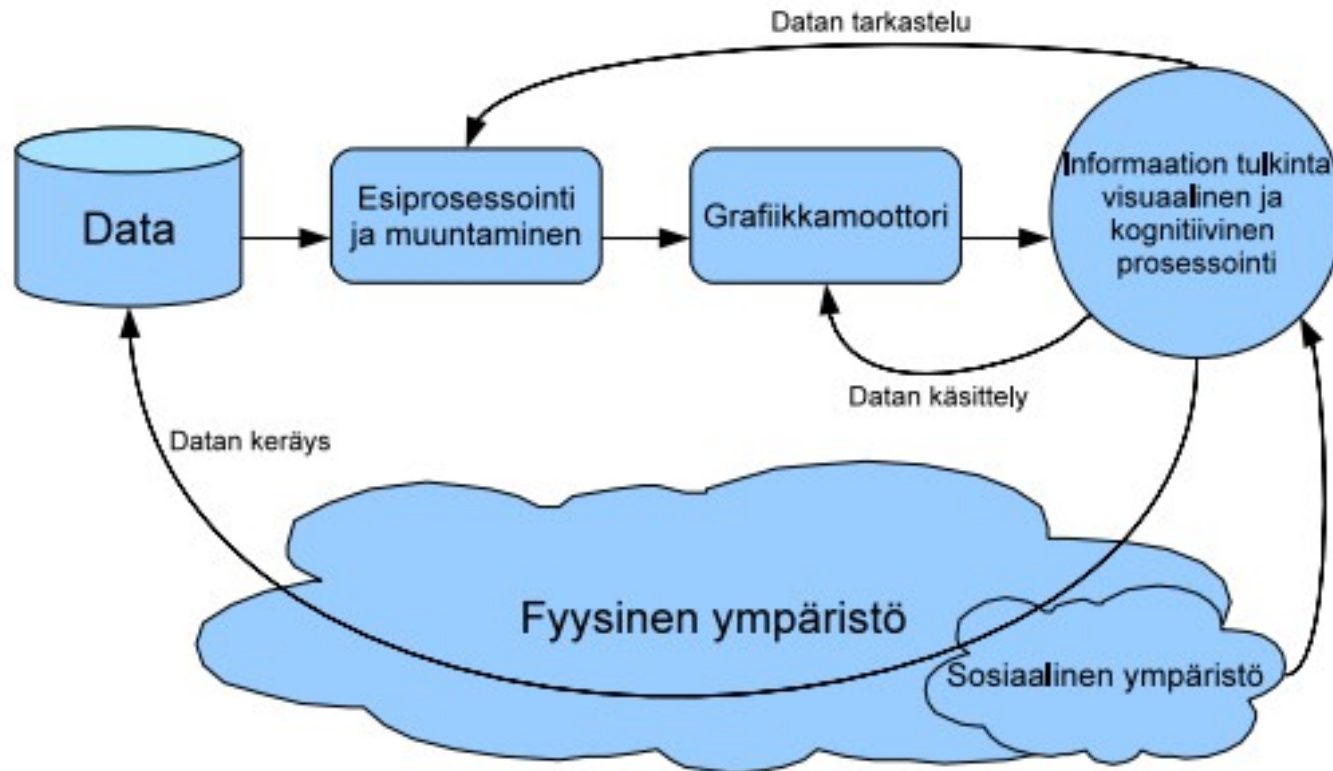 Datan tarkastelu
Data
Esiprosessointi
ja muuntaminen
Grafiikkamoottori
Informaation tulkinta
visuaalinen ja
kognitiivinen
prosessointi
Datan käsittely
Datan keräys
Fyysinen ympäristö
Sosiaalinen ympäristö